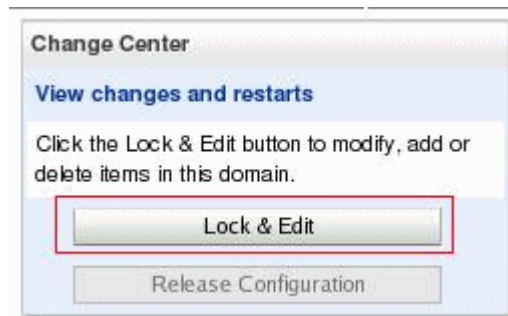 Change Center
View changes and restarts
Click the Lock & Edit button to modify, add or
delete items in this domain.
Lock & Edit
Release Configuration